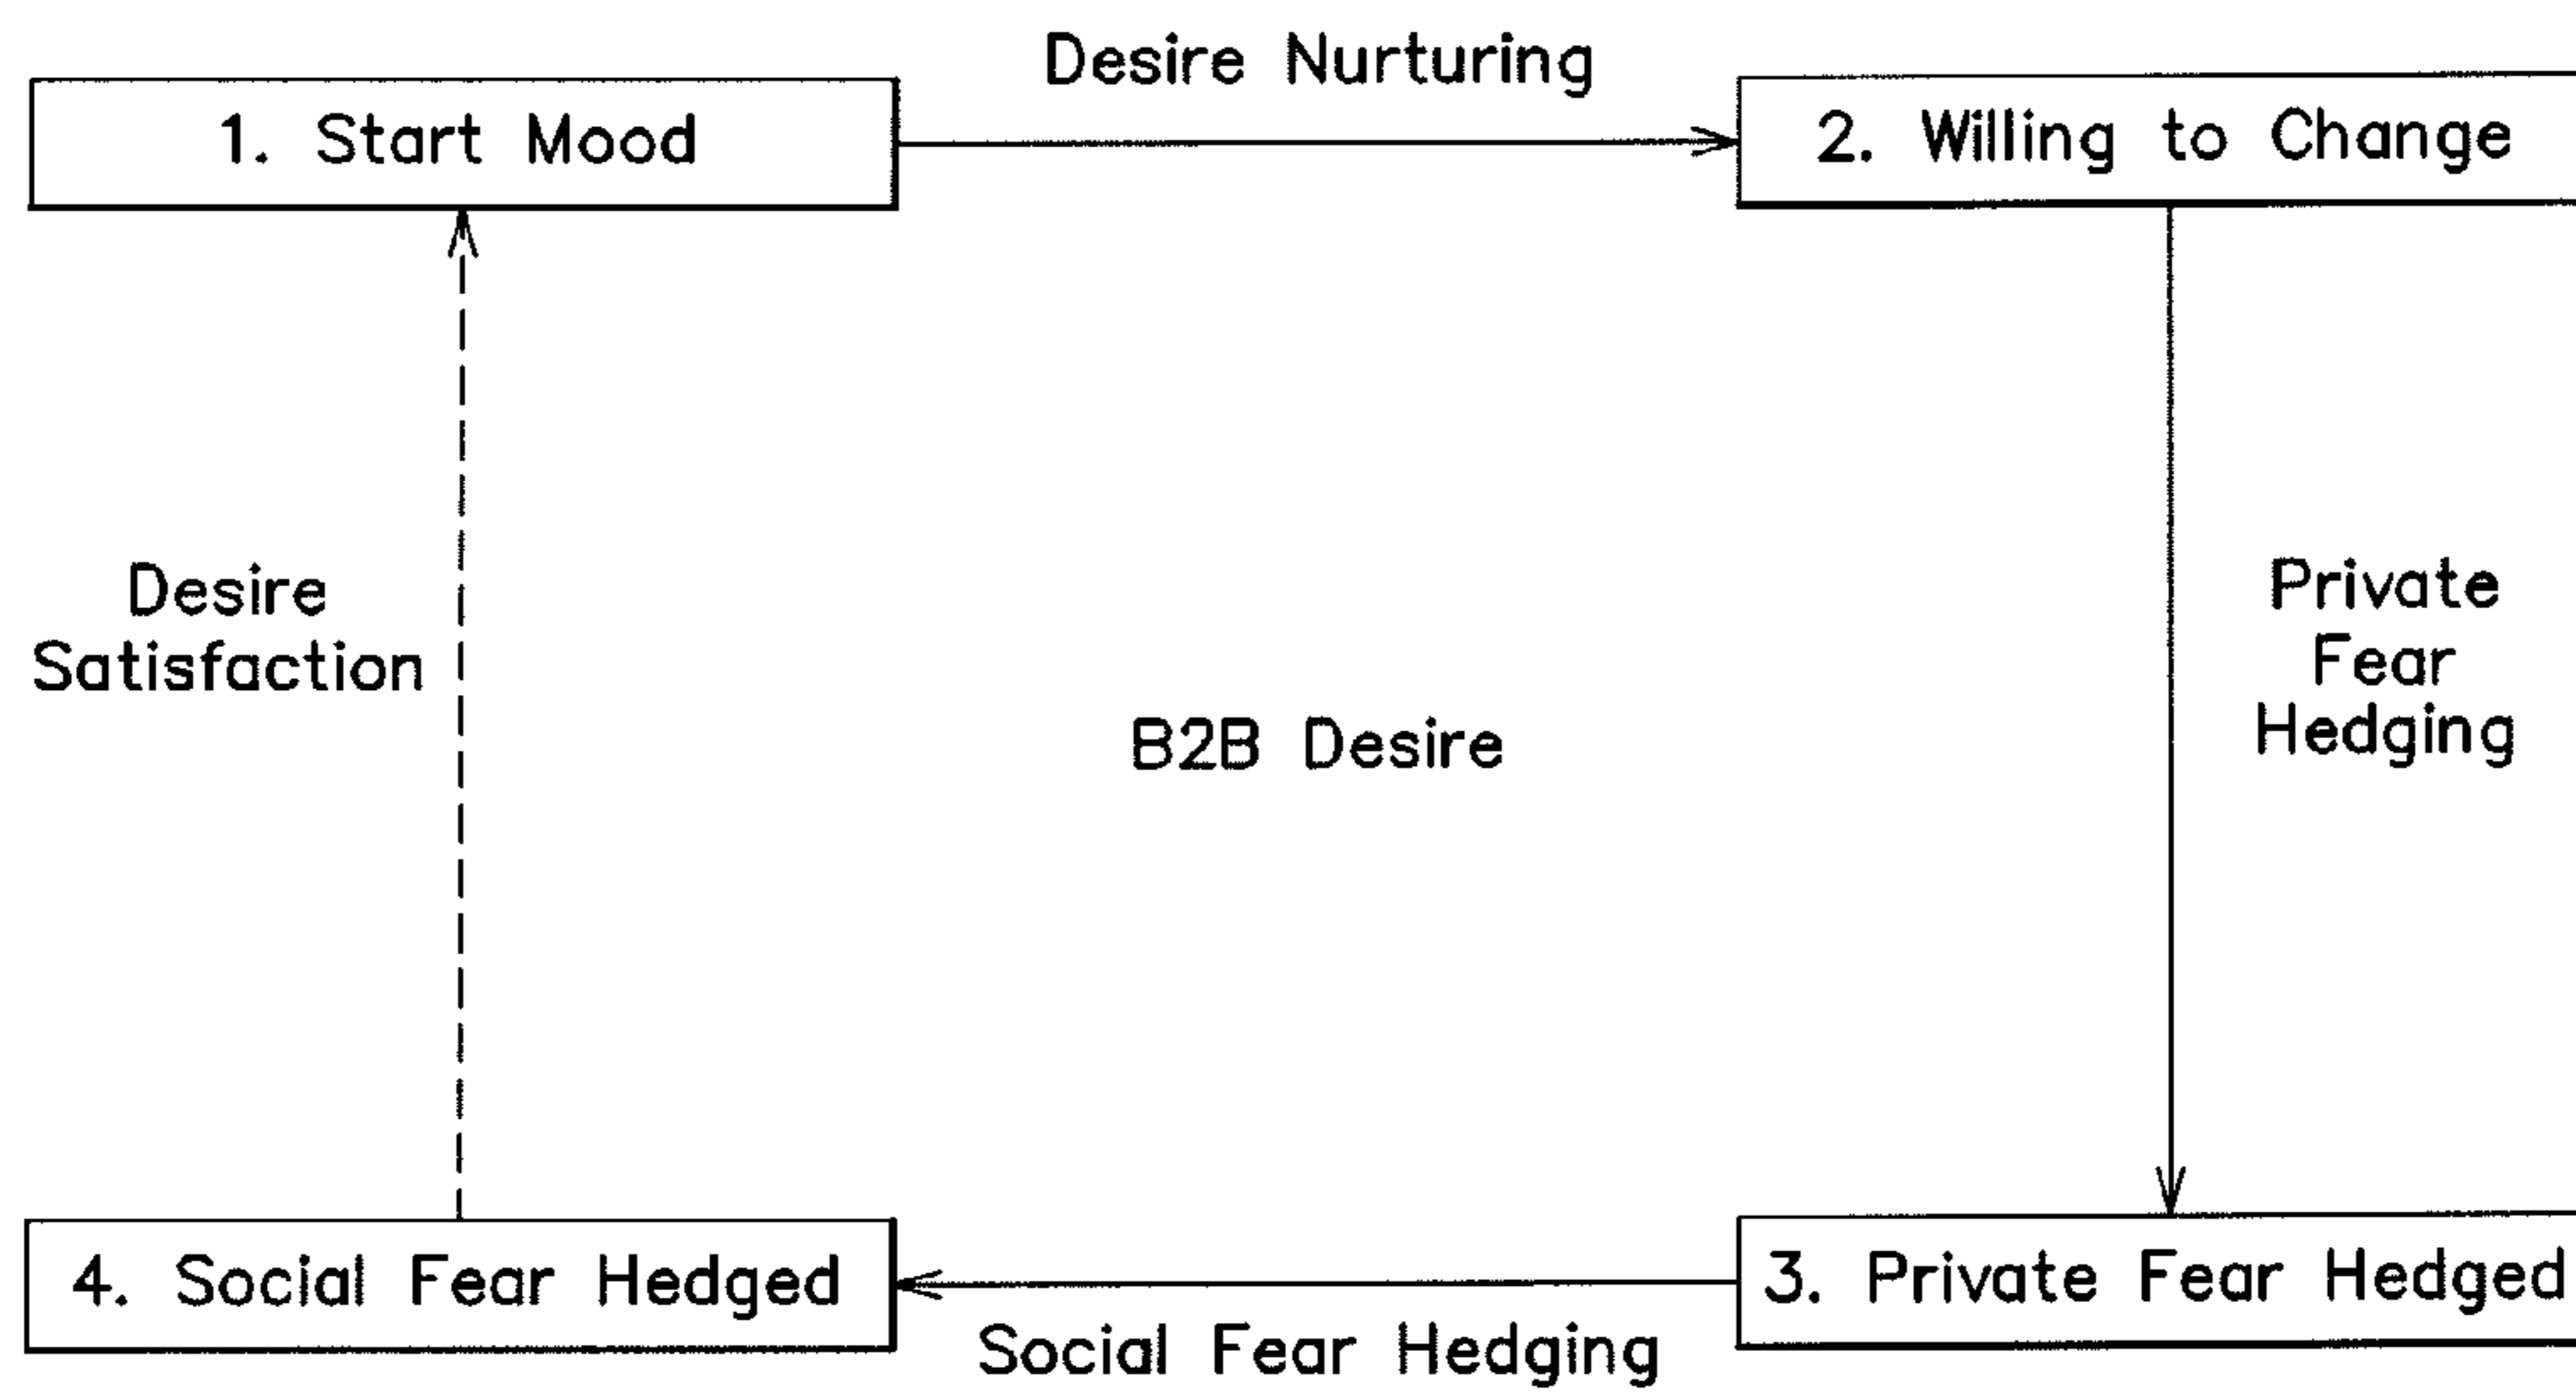 Desire Nurturing
1. Start Mood
2. Willing to Change
Desire
Satisfaction
Private
Fear
Hedging
B2B Desire
4. Social Fear Hedged
3. Private Fear Hedged
Social Fear Hedging